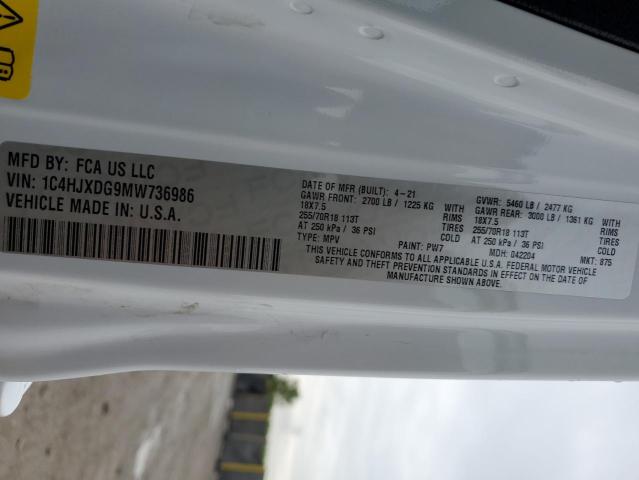 MFD BY: FCA US LLC
VIN: 1C4HJXDG9MW736986
VEHICLE MADE IN: U.S.A.
DATE OF MFR (BUILT): 4-21
GAWR FRONT: 2700 LB / 1225 KG WITH
18X7.5 RIMS
255/70R18 113T TIRES
AT 250 kPa / 36 PSI COLD
TYPE: MPV PAINT: PW7
GVWR: 5460 LB / 2477 KG
GAWR REAR: 3000 LB / 1361 KG WITH
18X7.5 RIMS
255/70R18 113T TIRES
AT 250 kPa / 36 PSI COLD
MDH: 042204 MKT: 875
THIS VEHICLE CONFORMS TO ALL APPLICABLE U.S.A. FEDERAL MOTOR VEHICLE
SAFETY AND THEFT PREVENTION STANDARDS IN EFFECT ON THE DATE OF
MANUFACTURE SHOWN ABOVE.